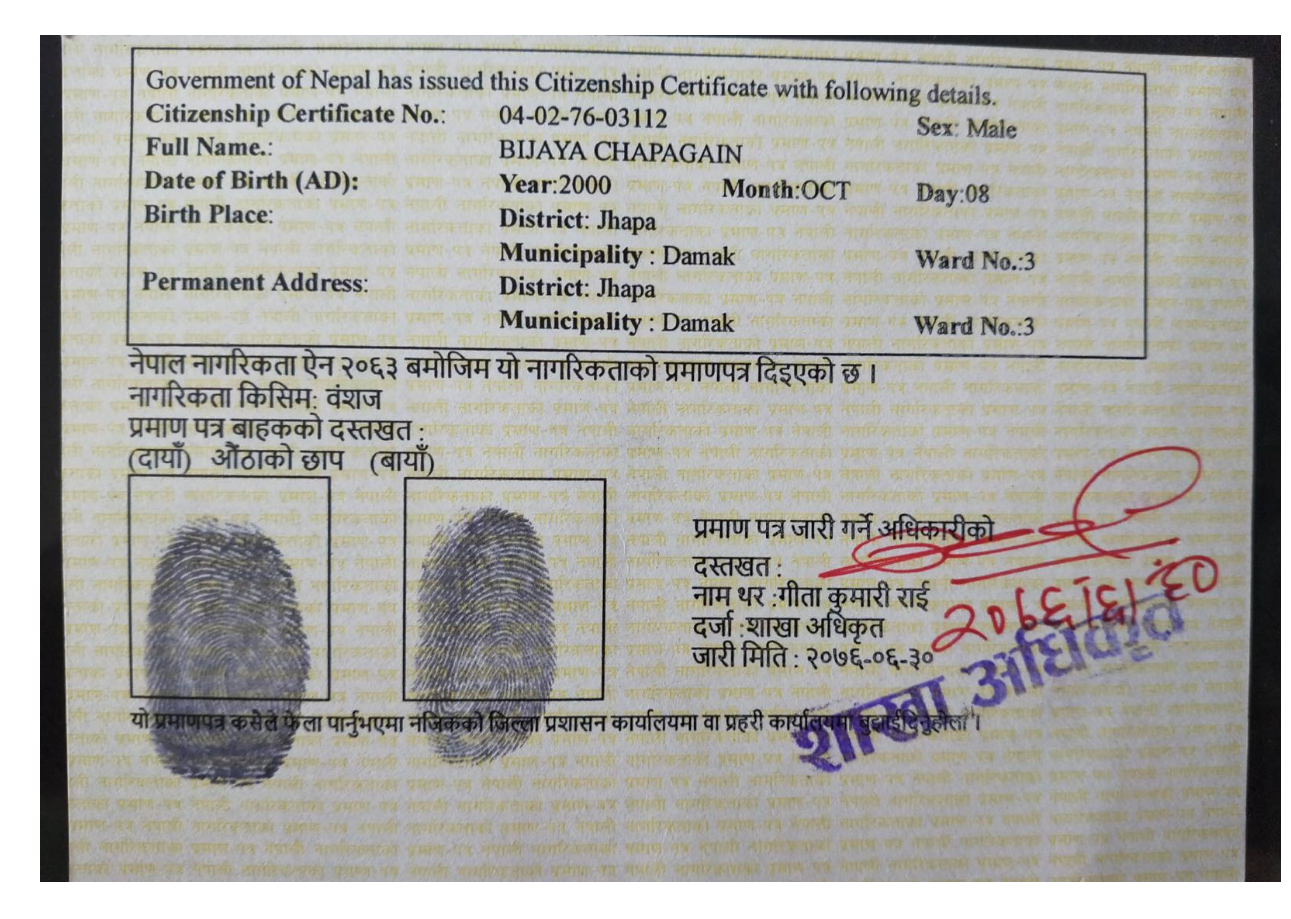 Government of Nepal has issued this Citizenship Certificate with following details.
Citizenship Certificate No.: 04-02-76-03112 Sex: Male
Full Name.: BIJAYA CHAPAGAIN
Date of Birth (AD): Year:2000 Month:OCT Day:08
Birth Place: District: Jhapa
Municipality : Damak Ward No.:3
Permanent Address: District: Jhapa
Municipality : Damak Ward No.:3
नेपाल नागरिकता ऐन २०६३ बमोजिम यो नागरिकताको प्रमाणपत्र दिइएको छ ।
नागरिकता किसिम: वंशज
प्रमाण पत्र बाहकको दस्तखत :
(दायाँ) औंठाको छाप (बायाँ)
प्रमाण पत्र जारी गर्ने अधिकारीको
दस्तखत :
नाम थर :गीता कुमारी राई
दर्जा :शाखा अधिकृत
जारी मिति : २०७६-०६-३०
२०७६।६।३०
शाखा अधिकृत
यो प्रमाणपत्र कसैले फेला पार्नुभएमा नजिकको जिल्ला प्रशासन कार्यालयमा वा प्रहरी कार्यालयमा बुझाईदिनुहोला ।